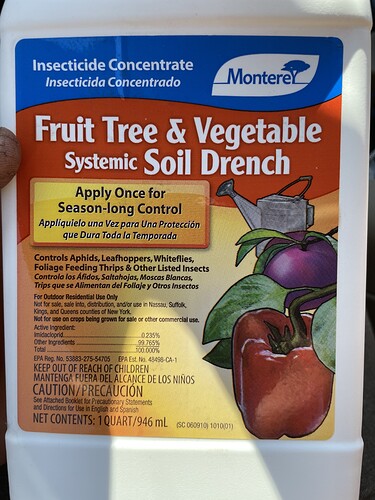 Insecticide Concentrate
Insecticida Concentrado
Monterey
Fruit Tree & Vegetable
Systemic Soil Drench
Apply Once for
Season-long Control
Aplíquielo una Vez para Una Protección
que Dura Toda la Temporada
Controls Aphids, Leafhoppers, Whiteflies,
Foliage Feeding Thrips & Other Listed Insects
Controla los Áfidos, Saltahojas, Moscas Blancas,
Trips que se Alimentan del Follaje y Otros Insectos
For Outdoor Residential Use Only
Not for sale, sale into, distribution, and/or use in Nassau, Suffolk,
Kings, and Queens counties of New York.
Not for use on crops being grown for sale or other commercial use.
Active Ingredient:
Imidacloprid 0.235%
Other Ingredients 99.765%
Total 100.000%
EPA Reg. No. 53883-275-54705 EPA Est. No. 48498-CA-1
KEEP OUT OF REACH OF CHILDREN
MANTENGA FUERA DEL ALCANCE DE LOS NIÑOS
CAUTION/PRECAUCIÓN
See Attached Booklet for Precautionary Statements
and Directions for Use in English and Spanish
NET CONTENTS: 1 QUART/946 mL (SC 060910) 1010(01)